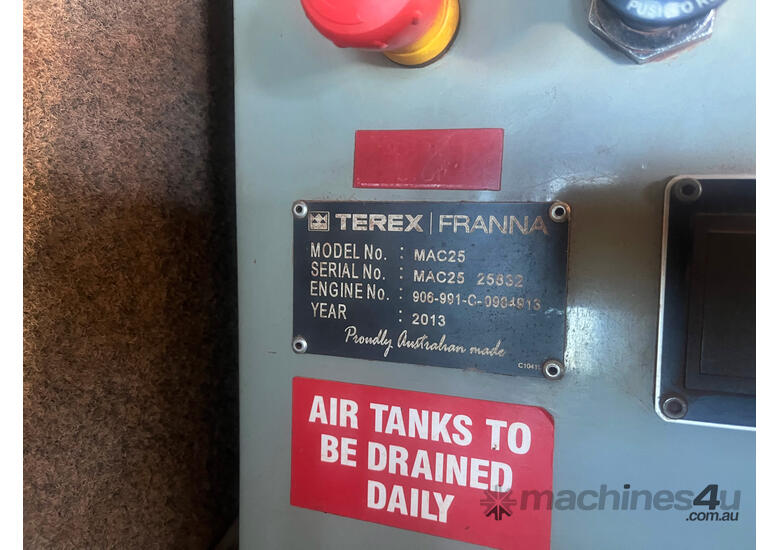 TEREX | FRANNA
MODEL No. : MAC25
SERIAL No. : MAC25 25832
ENGINE No. : 906-991-C-0984913
YEAR : 2013
Proudly Australian made
AIR TANKS TO
BE DRAINED
DAILY
machines4u
.com.au